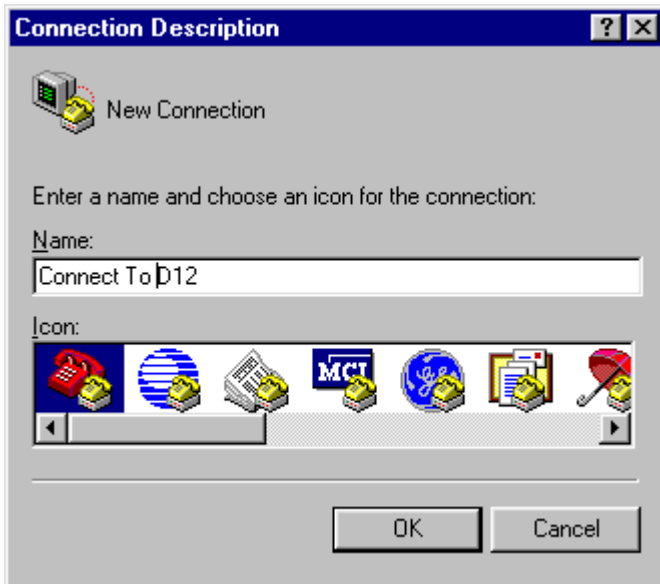 Connection Description
New Connection
Enter a name and choose an icon for the connection:
Name:
Connect To D12
Icon:
MCI
OK Cancel